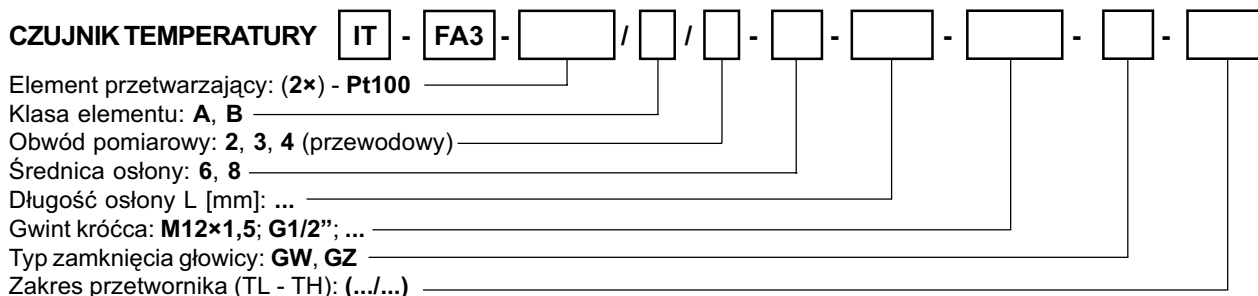 CZUJNIK TEMPERATURY IT - FA3 - / / - - - - -
Element przetwarzający: (2×) - Pt100
Klasa elementu: A, B
Obwód pomiarowy: 2, 3, 4 (przewodowy)
Średnica osłony: 6, 8
Długość osłony L [mm]: ...
Gwint króćca: M12×1,5; G1/2”; ...
Typ zamknięcia głowicy: GW, GZ
Zakres przetwornika (TL - TH): (.../...)